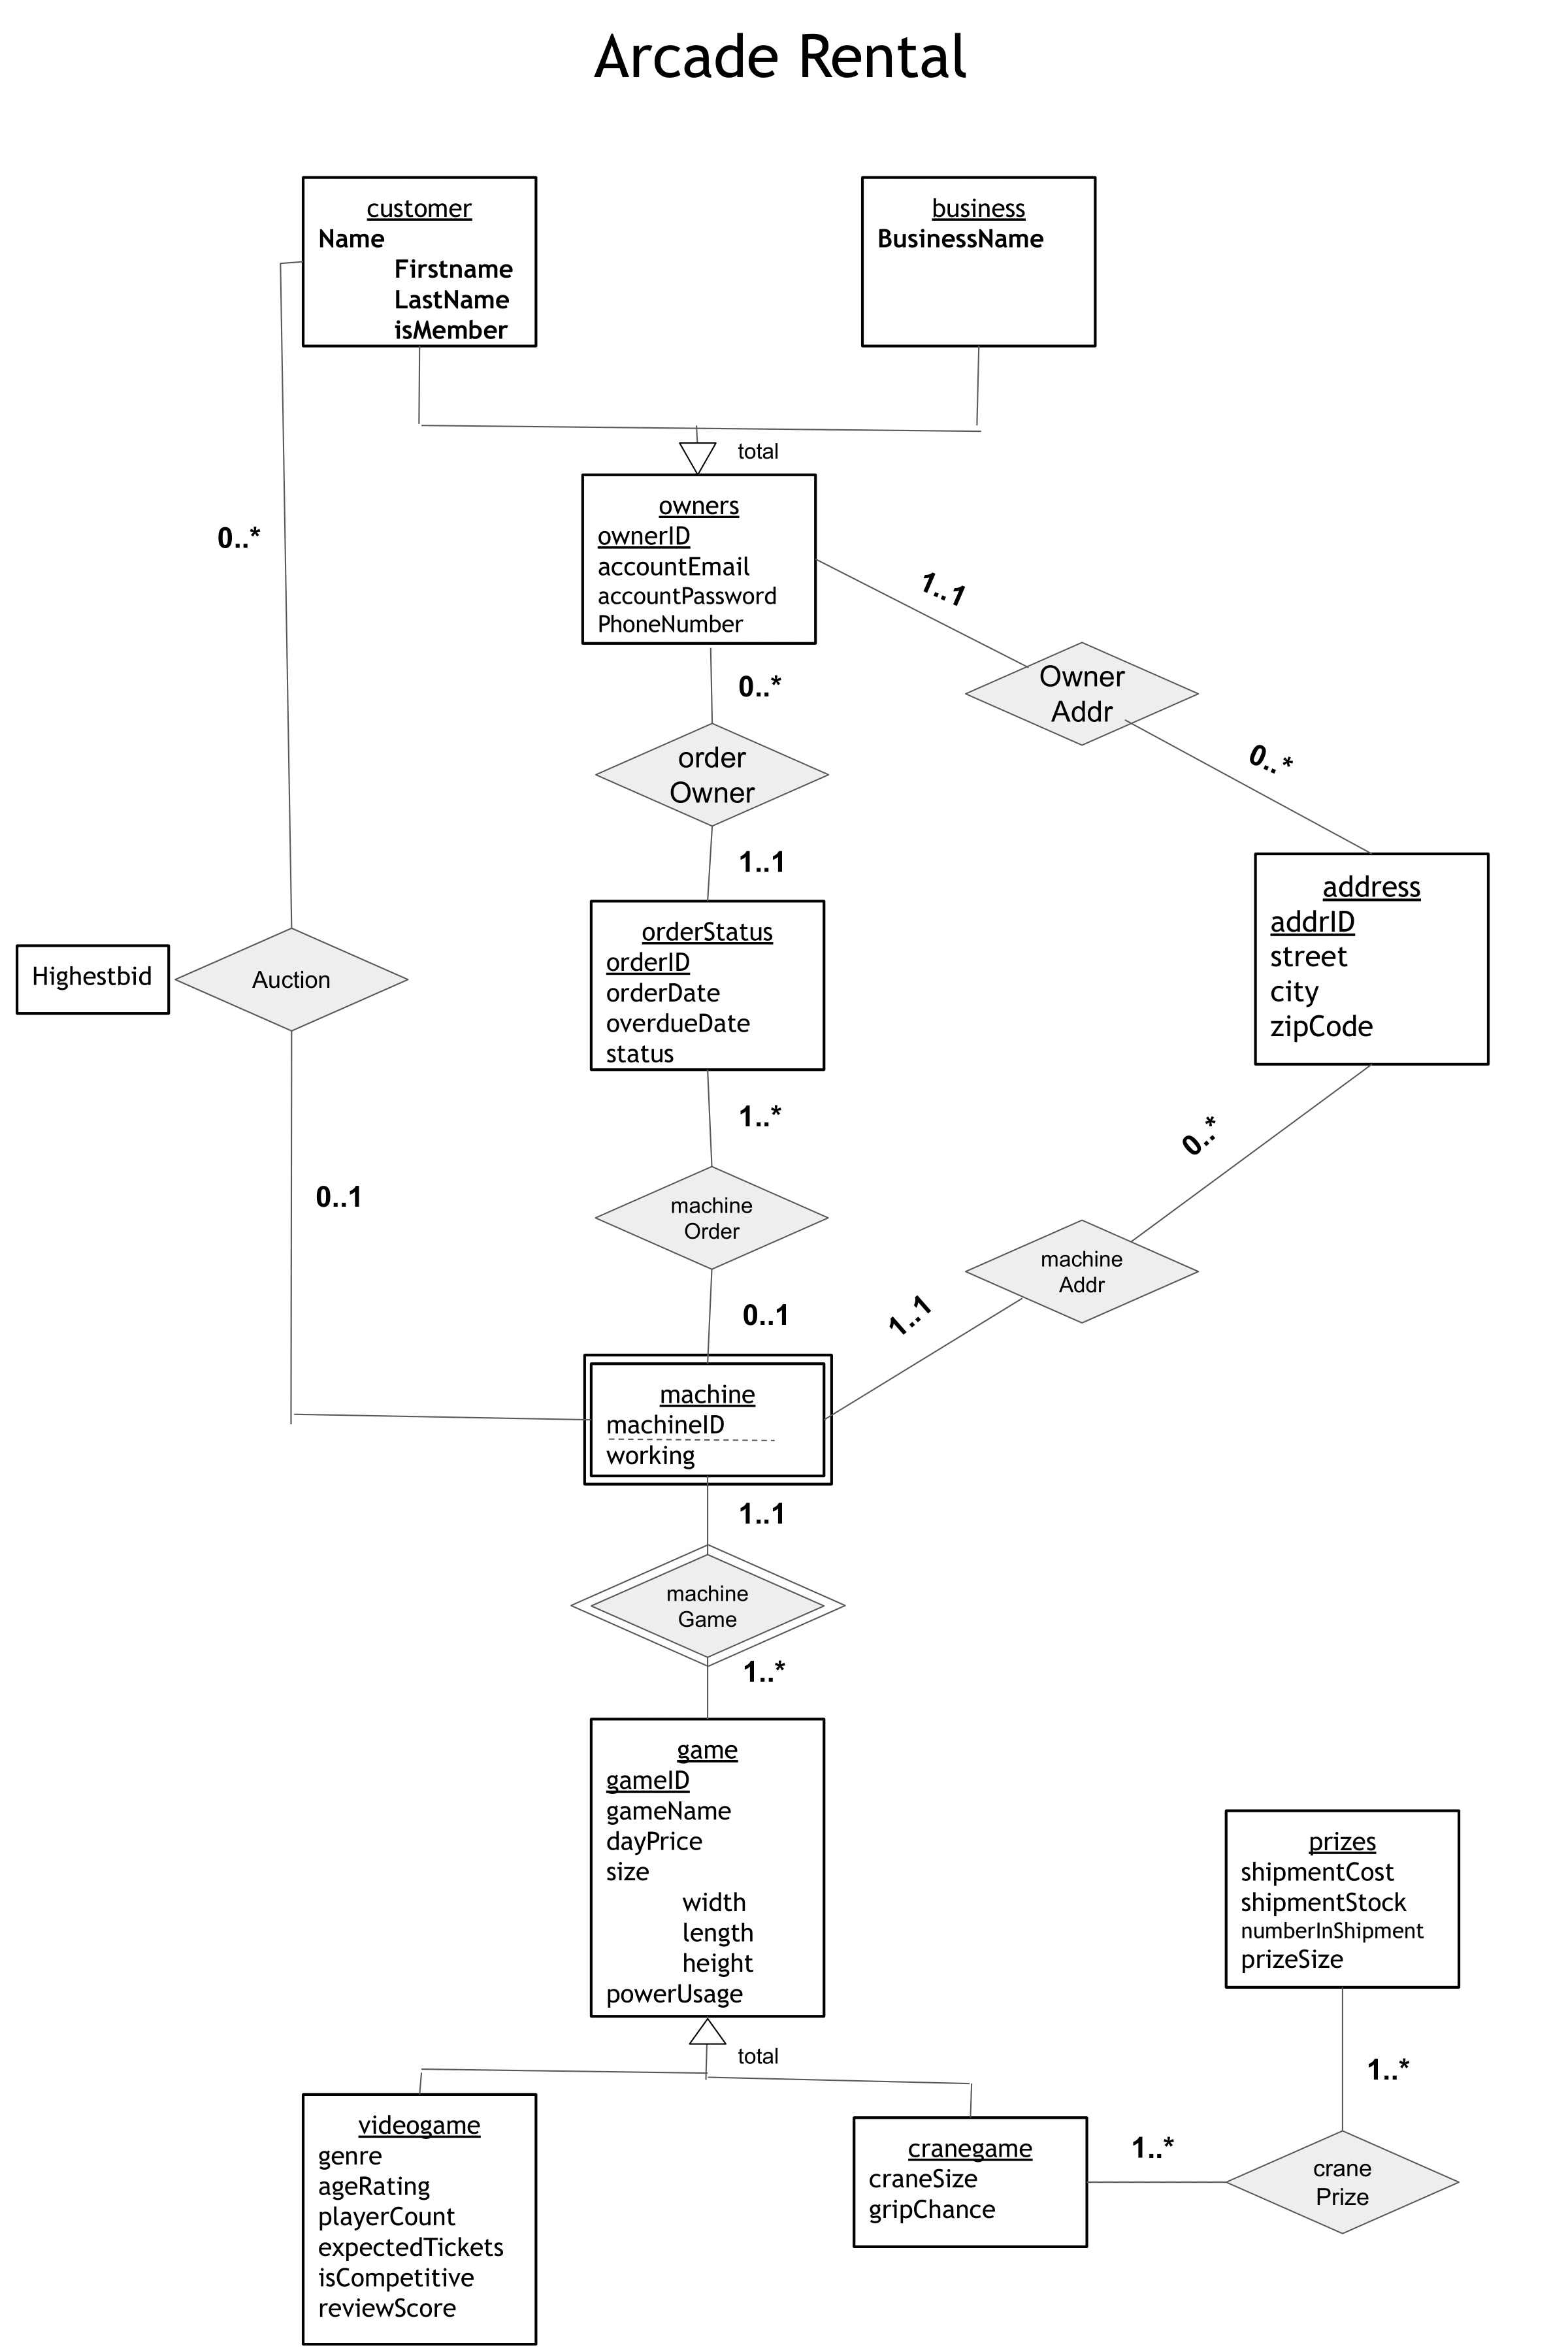 Arcade Rental
customer
Name
Firstname
LastName
isMember
business
BusinessName
total
owners
ownerID
accountEmail
accountPassword
PhoneNumber
0..*
1..1
Owner
Addr
0..*
0..*
order
Owner
1..1
address
addrID
street
city
zipCode
orderStatus
orderID
orderDate
overdueDate
status
Highestbid
Auction
1..*
0..*
0..1
machine
Order
machine
Addr
0..1
1..1
machine
machineID
working
1..1
machine
Game
1..*
game
gameID
gameName
dayPrice
size
width
length
height
powerUsage
prizes
shipmentCost
shipmentStock
numberInShipment
prizeSize
total
1..*
videogame
genre
ageRating
playerCount
expectedTickets
isCompetitive
reviewScore
cranegame
craneSize
gripChance
1..*
crane
Prize